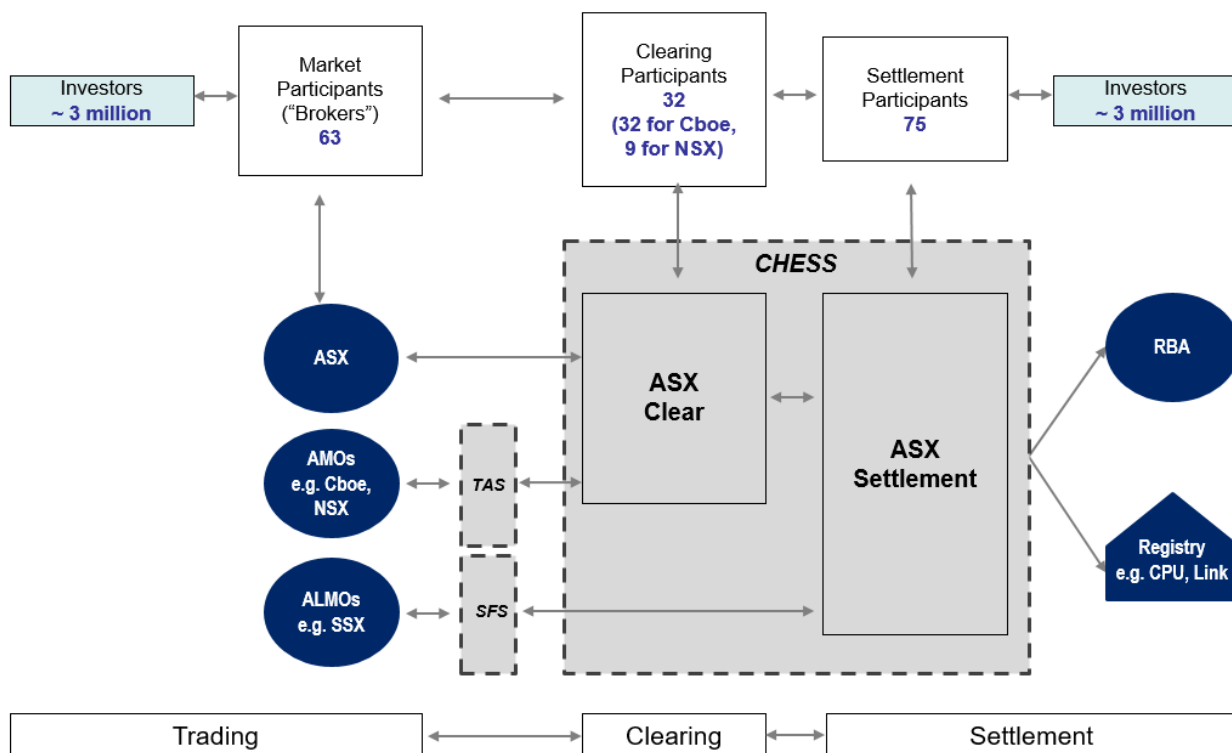 Investors
~ 3 million
Market
Participants
(“Brokers”)
63
Clearing
Participants
32
(32 for Cboe,
9 for NSX)
Settlement
Participants
75
Investors
~ 3 million
CHESS
ASX
ASX
Clear
ASX
Settlement
RBA
AMOs
e.g. Cboe,
NSX
TAS
ALMOs
e.g. SSX
SFS
Registry
e.g. CPU, Link
Trading
Clearing
Settlement